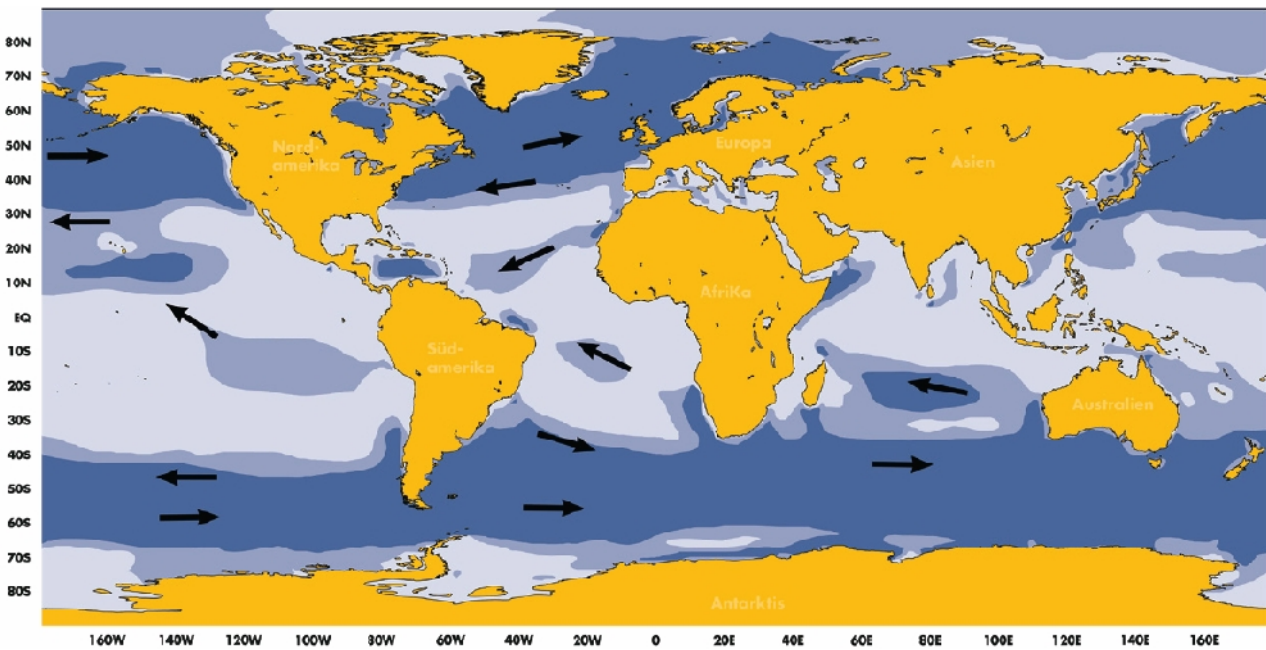 80N
70N
60N
50N
40N
30N
20N
10N
EQ
10S
20S
30S
40S
50S
60S
70S
80S
Nord-
amerika
Europa
Asien
AfriKa
Süd-
amerika
Australien
Antarktis
160W 140W 120W 100W 80W 60W 40W 20W 0 20E 40E 60E 80E 100E 120E 140E 160E